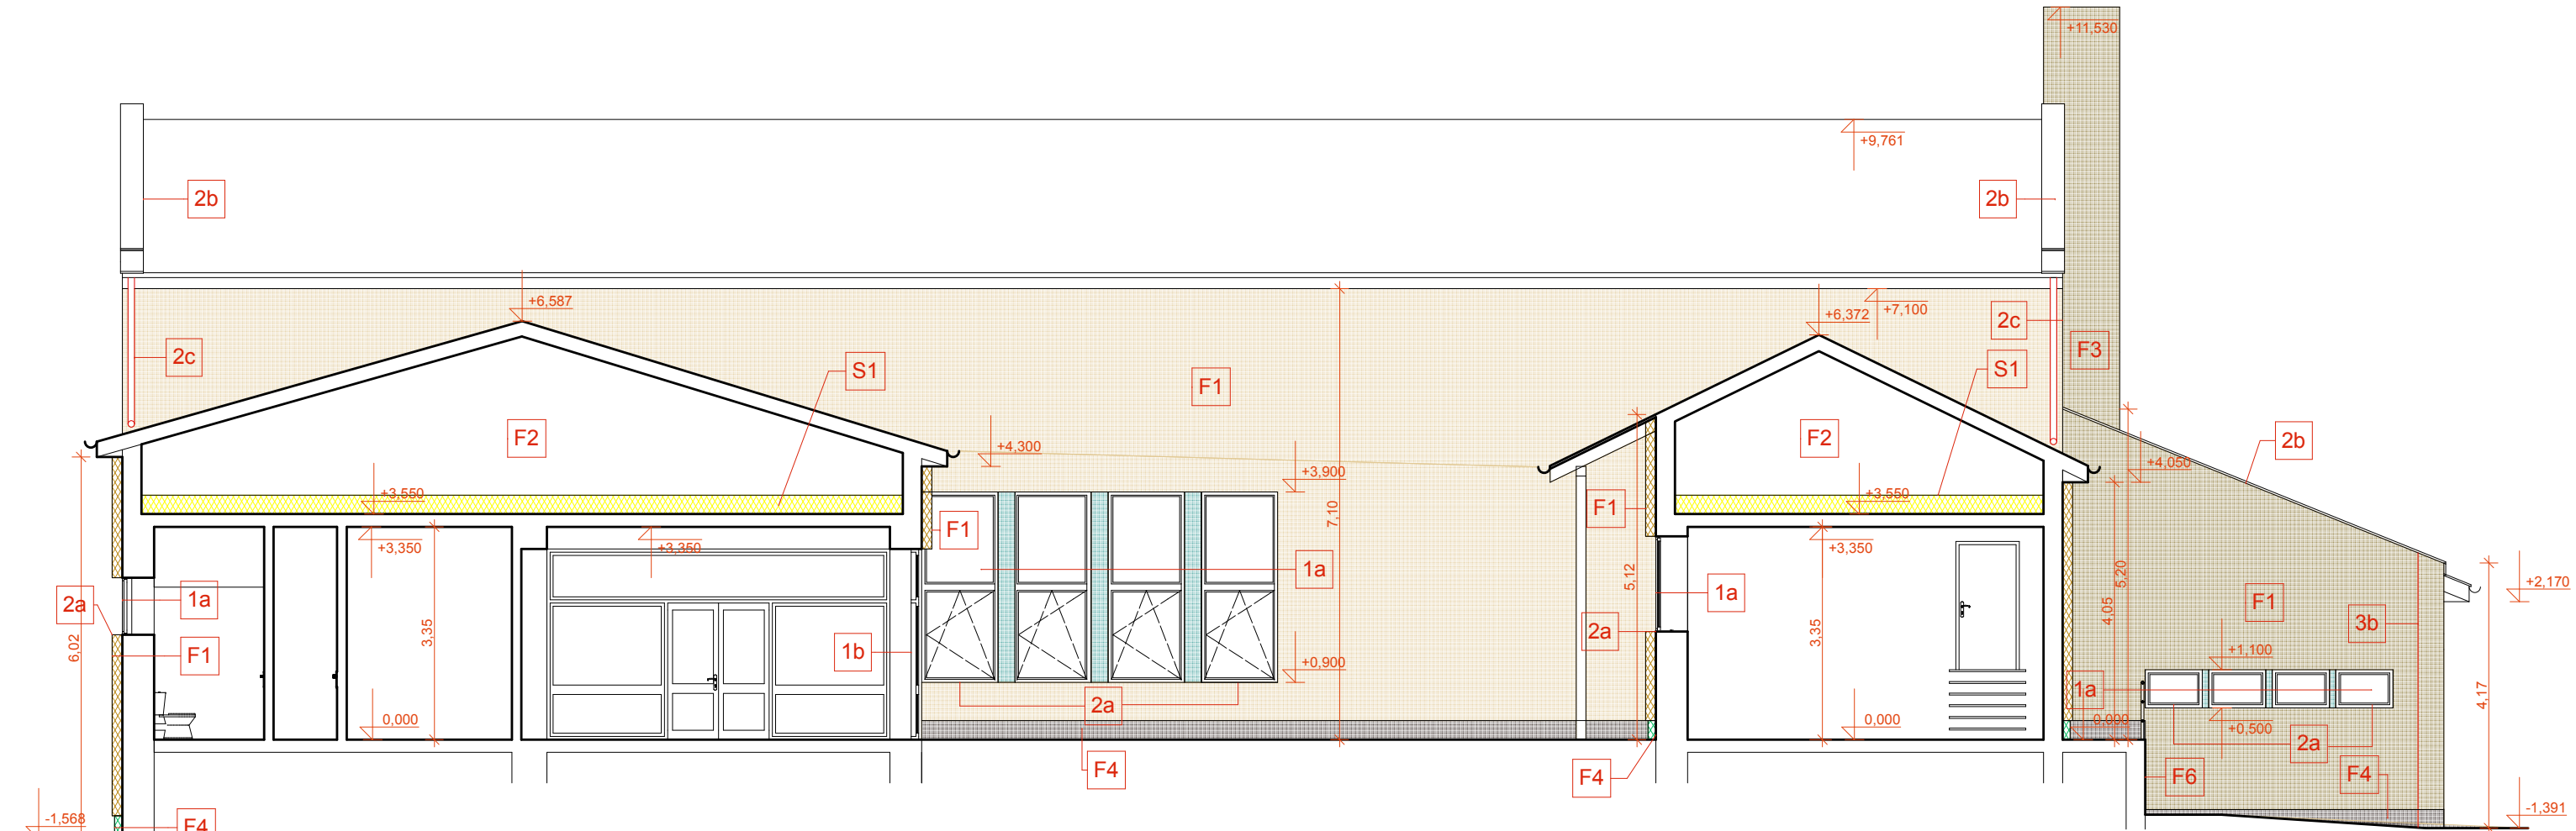 +11,530
+9,761
2b
2b
+6,587
+6,372
+7,100
2c
2c
F3
S1
F1
S1
F2
F2
+4,300
+3,900
2b
+4,050
+3,550
+3,550
7,10
F1
F1
+3,350
+3,350
+3,350
1a
5,12
5,20
+2,170
2a
1a
1a
4,05
F1
6,02
3,35
3,35
2a
3b
F1
1b
+0,900
+1,100
1a
2a
4,17
0,000
0,000
0,000
+0,500
2a
F4
F4
F6
F4
-1,568
F4
-1,391